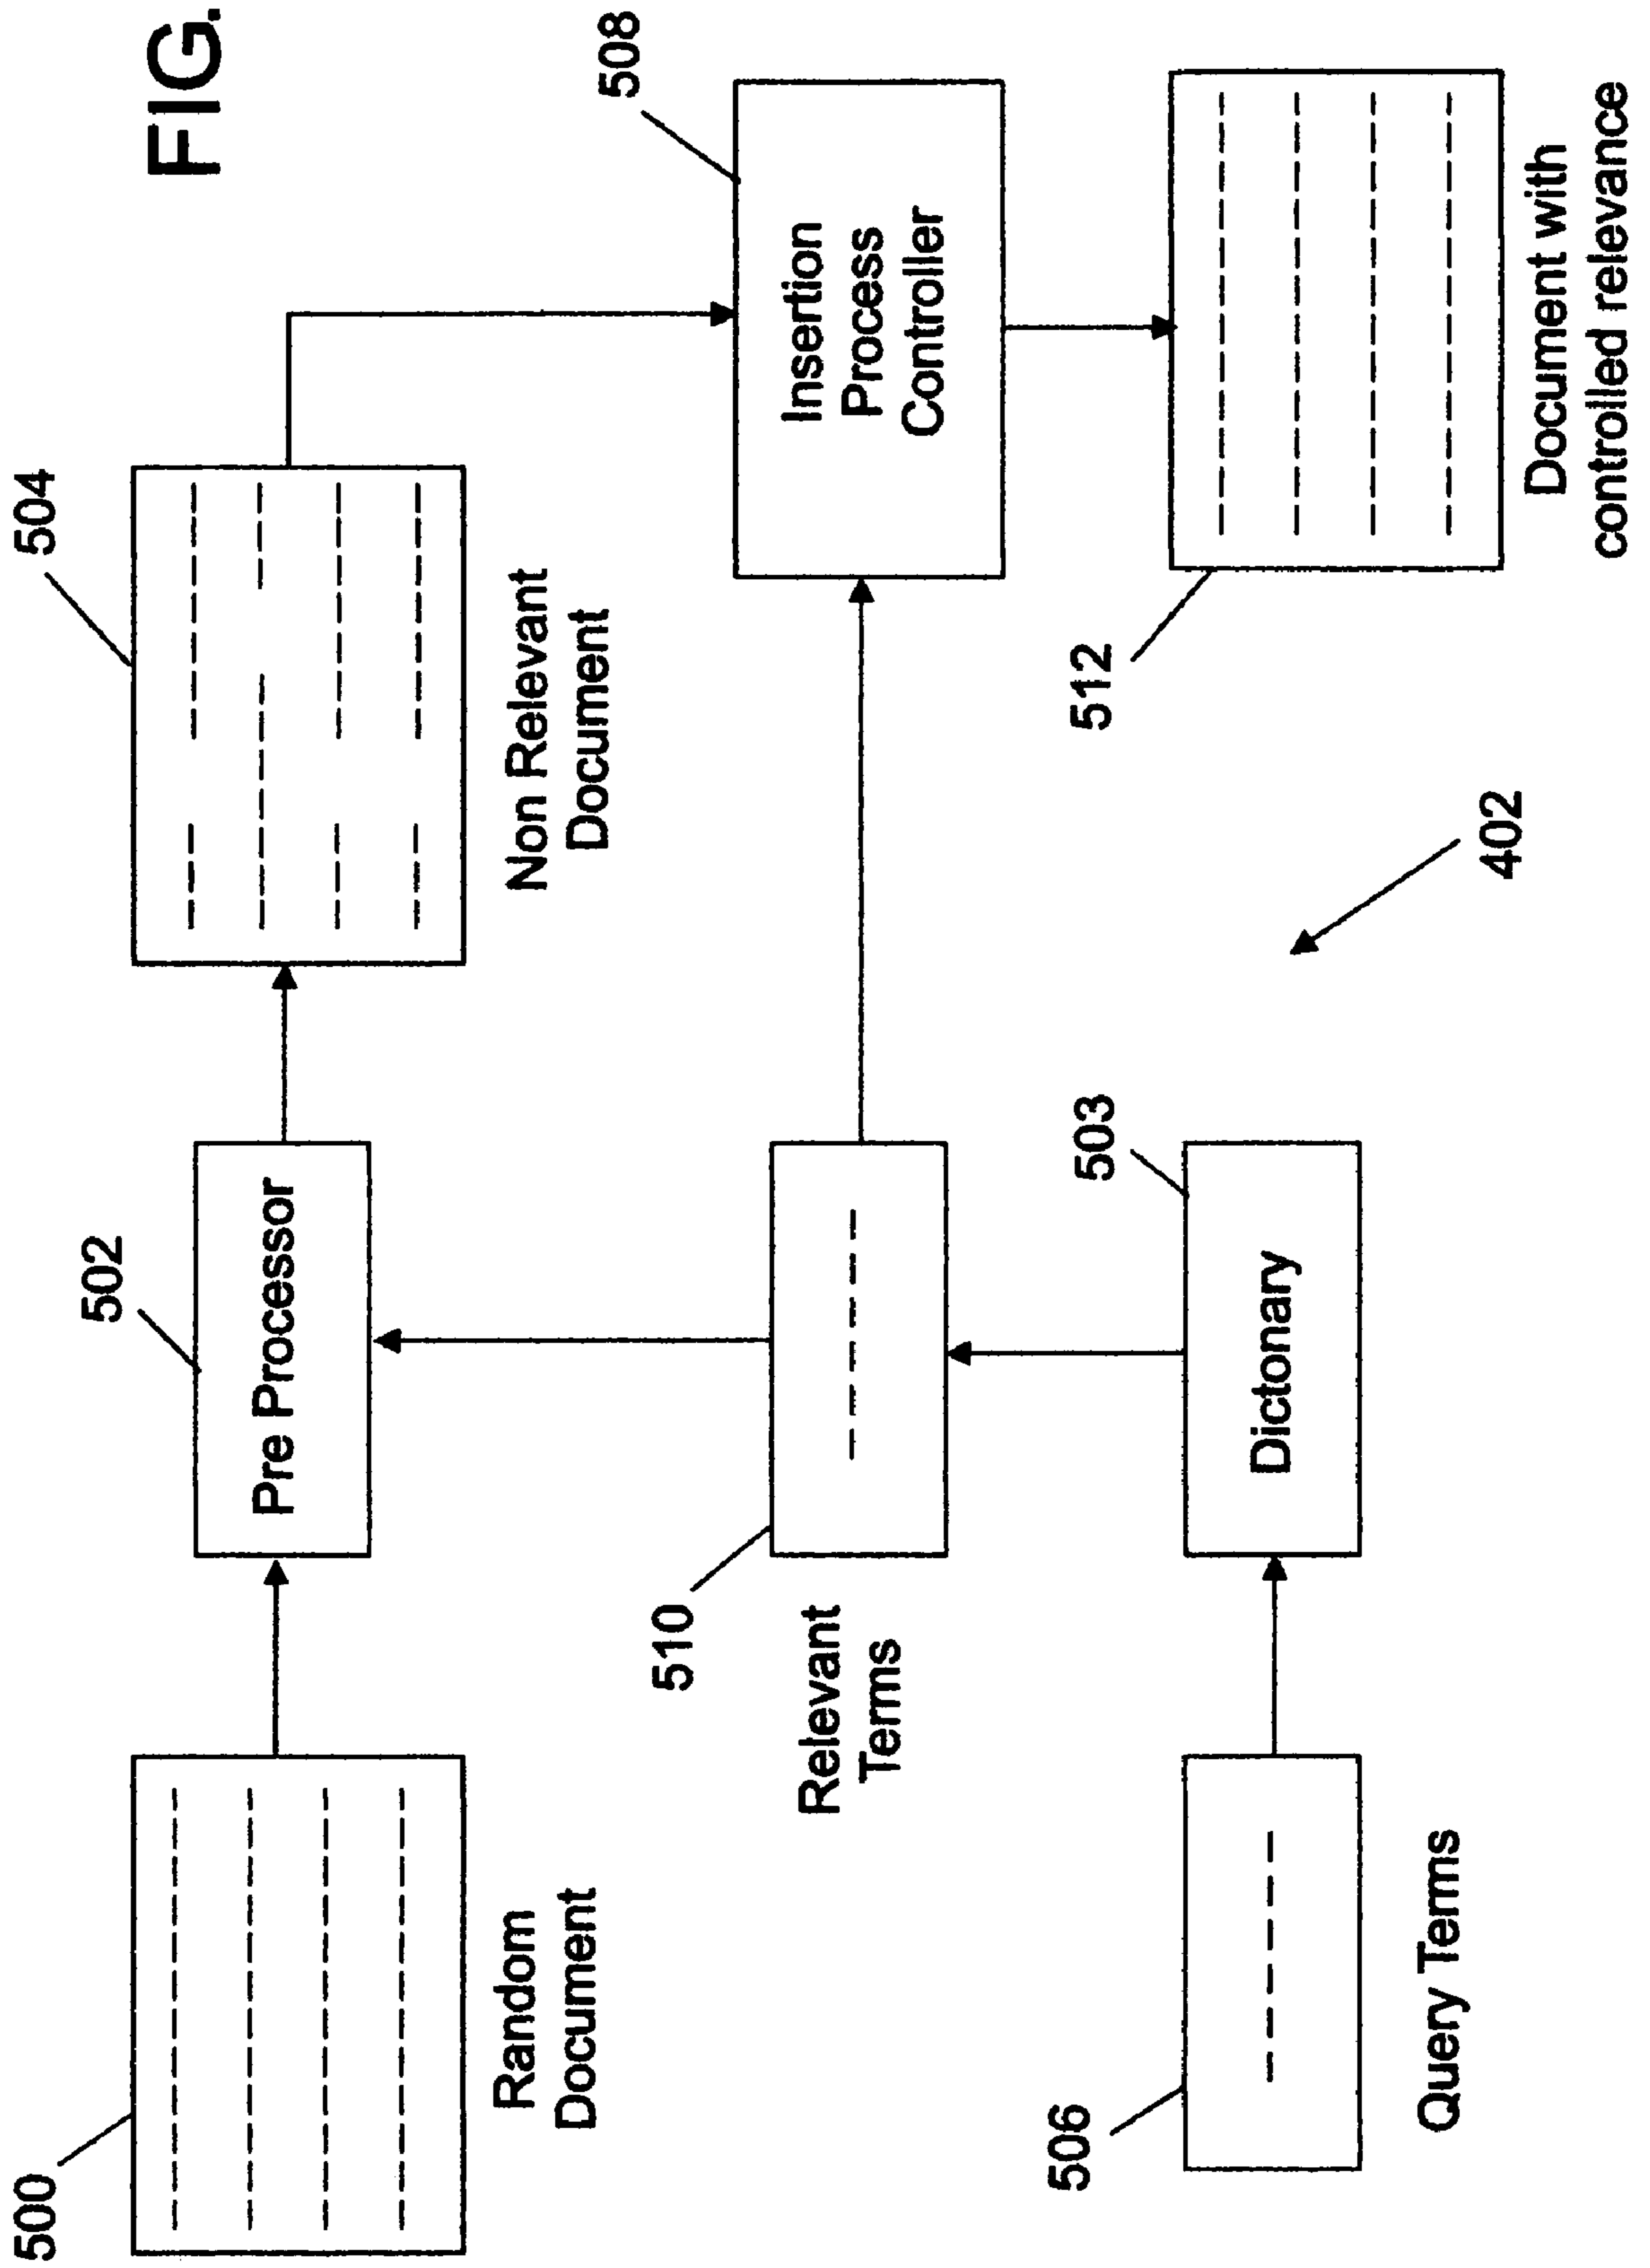 FIG.
500
Random
Document
502
Pre Processor
504
Non Relevant
Document
508
Insertion
Process
Controller
510
Relevant
Terms
506
Query Terms
503
Dictonary
512
Document with
controlled relevance
402